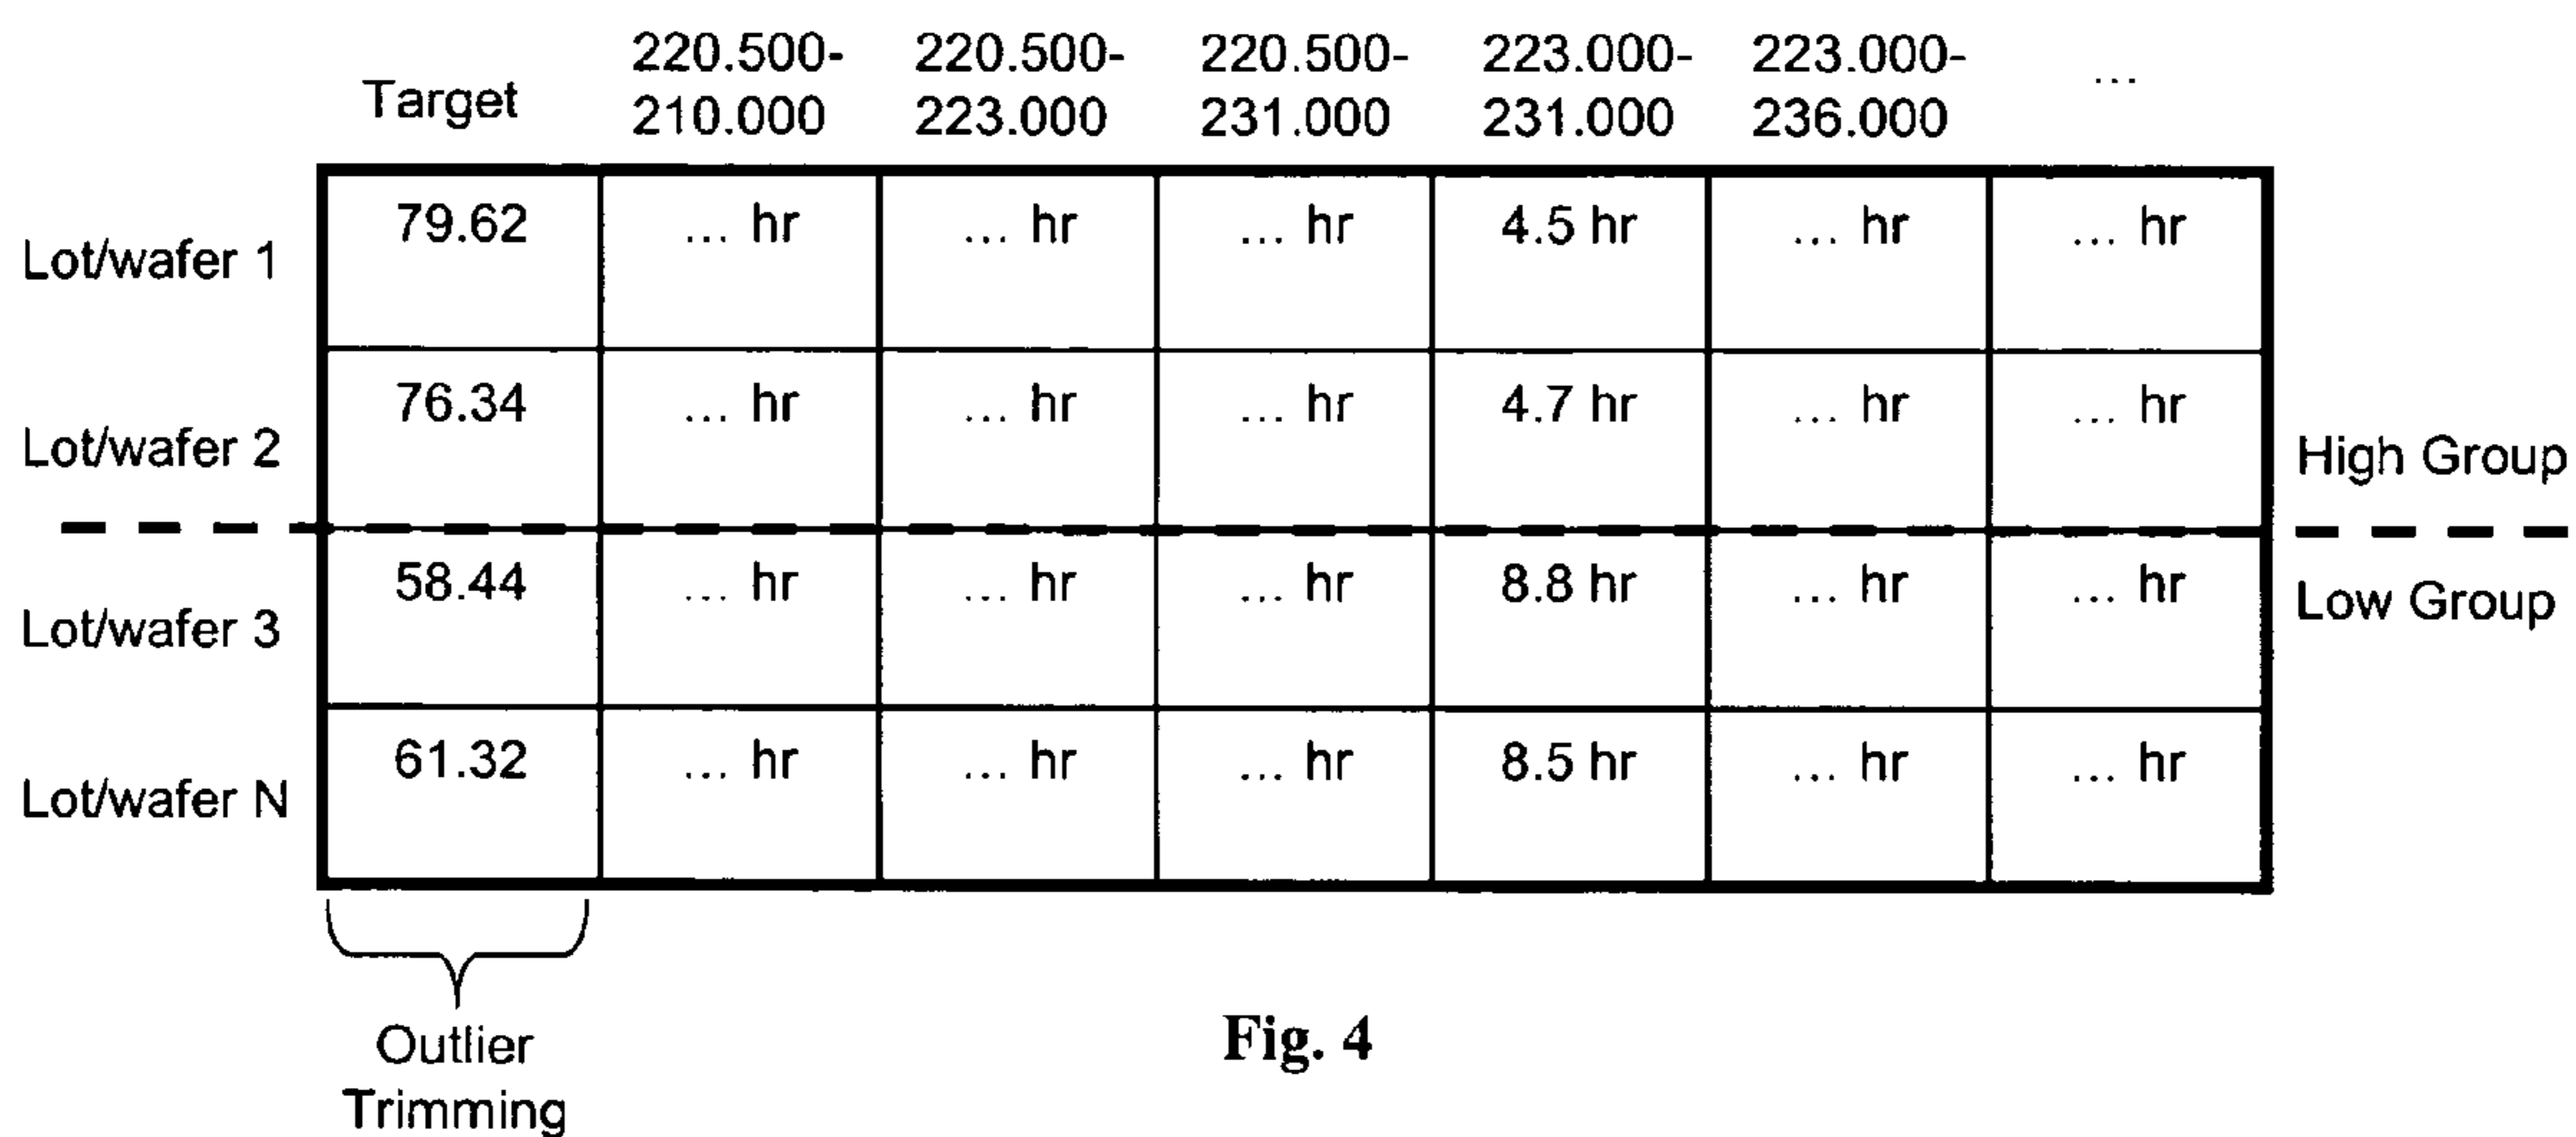 Target 220.500- 220.500- 220.500- 223.000- 223.000- ...
210.000 223.000 231.000 231.000 236.000
Lot/wafer 1 79.62 ... hr ... hr ... hr 4.5 hr ... hr ... hr
Lot/wafer 2 76.34 ... hr ... hr ... hr 4.7 hr ... hr ... hr High Group
Lot/wafer 3 58.44 ... hr ... hr ... hr 8.8 hr ... hr ... hr Low Group
Lot/wafer N 61.32 ... hr ... hr ... hr 8.5 hr ... hr ... hr
Outlier
Trimming
Fig. 4